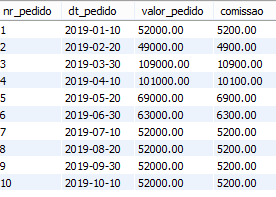 nr_pedido dt_pedido valor_pedido comissao
1 2019-01-10 52000.00 5200.00
2 2019-02-20 49000.00 4900.00
3 2019-03-30 109000.00 10900.00
4 2019-04-10 101000.00 10100.00
5 2019-05-20 69000.00 6900.00
6 2019-06-30 63000.00 6300.00
7 2019-07-10 52000.00 5200.00
8 2019-08-20 52000.00 5200.00
9 2019-09-30 52000.00 5200.00
10 2019-10-10 52000.00 5200.00